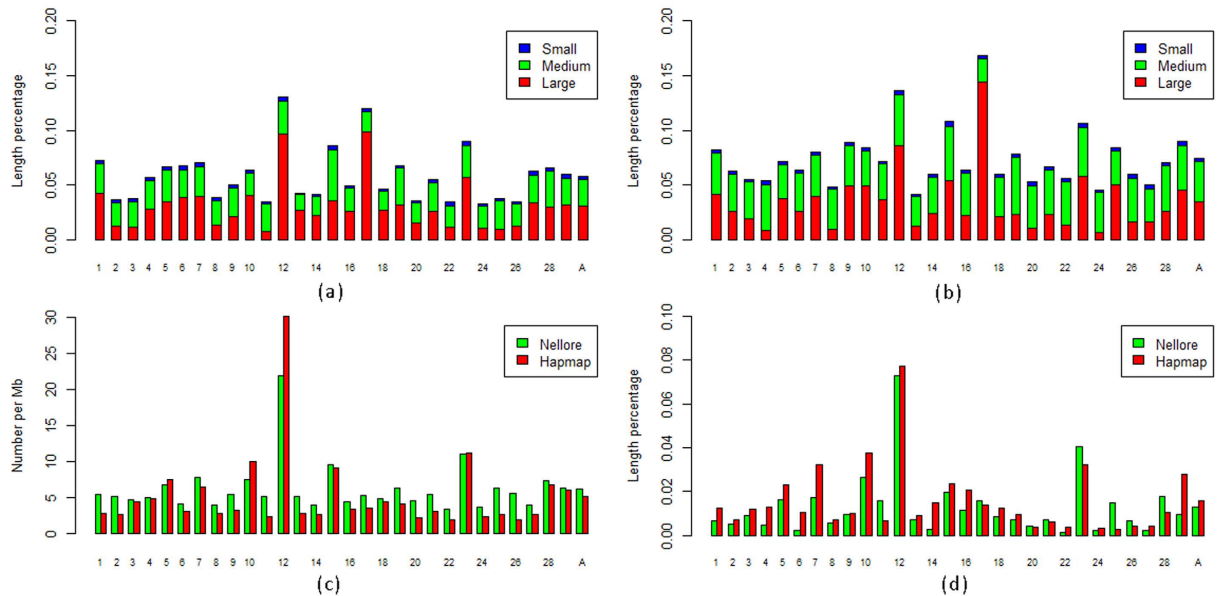 Length percentage
0.00 0.05 0.10 0.15 0.20
Small
Medium
Large
1 2 3 4 5 6 7 8 9 10 12 14 16 18 20 22 24 26 28 A
(a)
Length percentage
0.00 0.05 0.10 0.15 0.20
Small
Medium
Large
1 2 3 4 5 6 7 8 9 10 12 14 16 18 20 22 24 26 28 A
(b)
Number per Mb
0 5 10 15 20 25 30
Nellore
Hapmap
1 2 3 4 5 6 7 8 9 10 12 14 16 18 20 22 24 26 28 A
(c)
Length percentage
0.00 0.02 0.04 0.06 0.08 0.10
Nellore
Hapmap
1 2 3 4 5 6 7 8 9 10 12 14 16 18 20 22 24 26 28 A
(d)